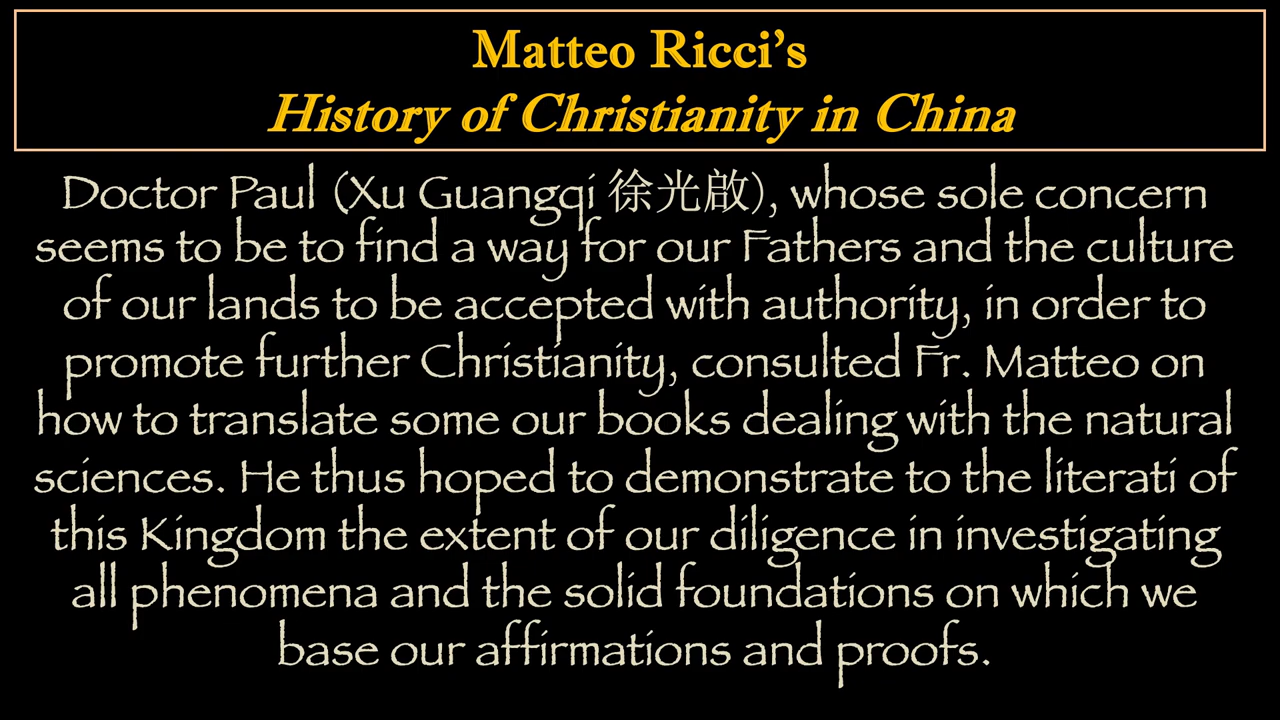 Matteo Ricci’s
History of Christianity in China
Doctor Paul (Xu Guangqi 徐光啟), whose sole concern
seems to be to find a way for our Fathers and the culture
of our lands to be accepted with authority, in order to
promote further Christianity, consulted Fr. Matteo on
how to translate some our books dealing with the natural
sciences. He thus hoped to demonstrate to the literati of
this Kingdom the extent of our diligence in investigating
all phenomena and the solid foundations on which we
base our affirmations and proofs.